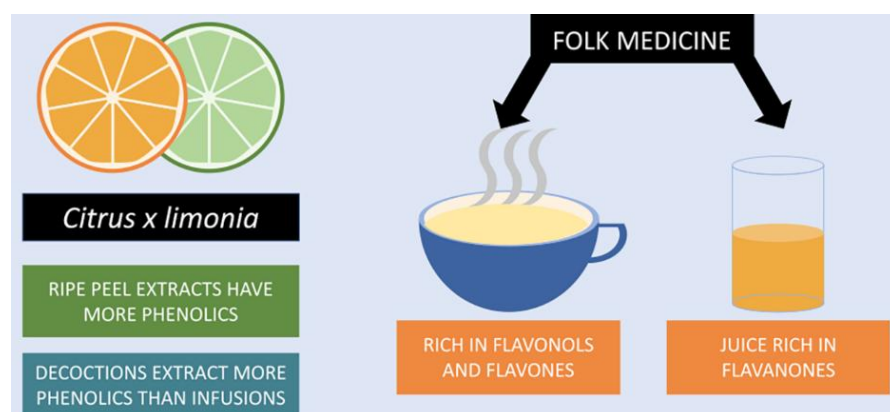 FOLK MEDICINE
Citrus x limonia
RIPE PEEL EXTRACTS HAVE
MORE PHENOLICS
DECOCTIONS EXTRACT MORE
PHENOLICS THAN INFUSIONS
RICH IN FLAVONOLS
AND FLAVONES
JUICE RICH IN
FLAVANONES